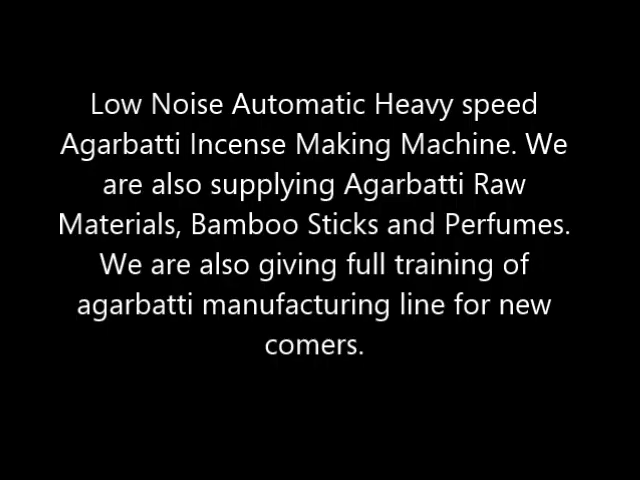 Low Noise Automatic Heavy speed
Agarbatti Incense Making Machine. We
are also supplying Agarbatti Raw
Materials, Bamboo Sticks and Perfumes.
We are also giving full training of
agarbatti manufacturing line for new
comers.